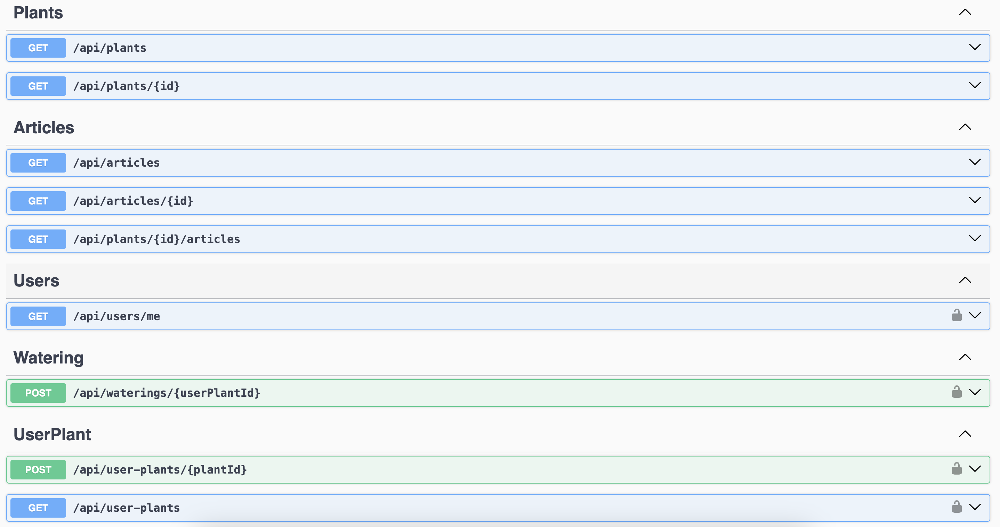 Plants
GET /api/plants
GET /api/plants/{id}
Articles
GET /api/articles
GET /api/articles/{id}
GET /api/plants/{id}/articles
Users
GET /api/users/me
Watering
POST /api/waterings/{userPlantId}
UserPlant
POST /api/user-plants/{plantId}
GET /api/user-plants